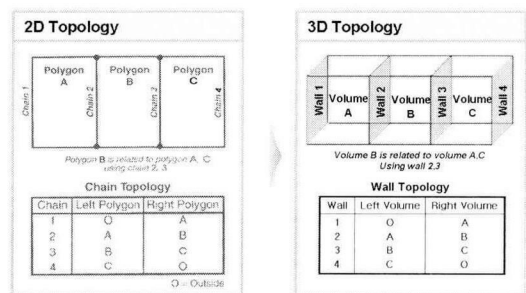 2D Topology
Polygon A
Polygon B
Polygon C
Chain 1
Chain 2
Chain 3
Chain 4
Polygon B is related to polygon A, C
using chain 2, 3
Chain Topology
Chain Left Polygon Right Polygon
1 O A
2 A B
3 B C
4 C O
O = Outside
3D Topology
Wall 1
Volume A
Wall 2
Volume B
Wall 3
Volume C
Wall 4
Volume B is related to volume A,C
Using wall 2,3
Wall Topology
Wall Left Volume Right Volume
1 O A
2 A B
3 B C
4 C O